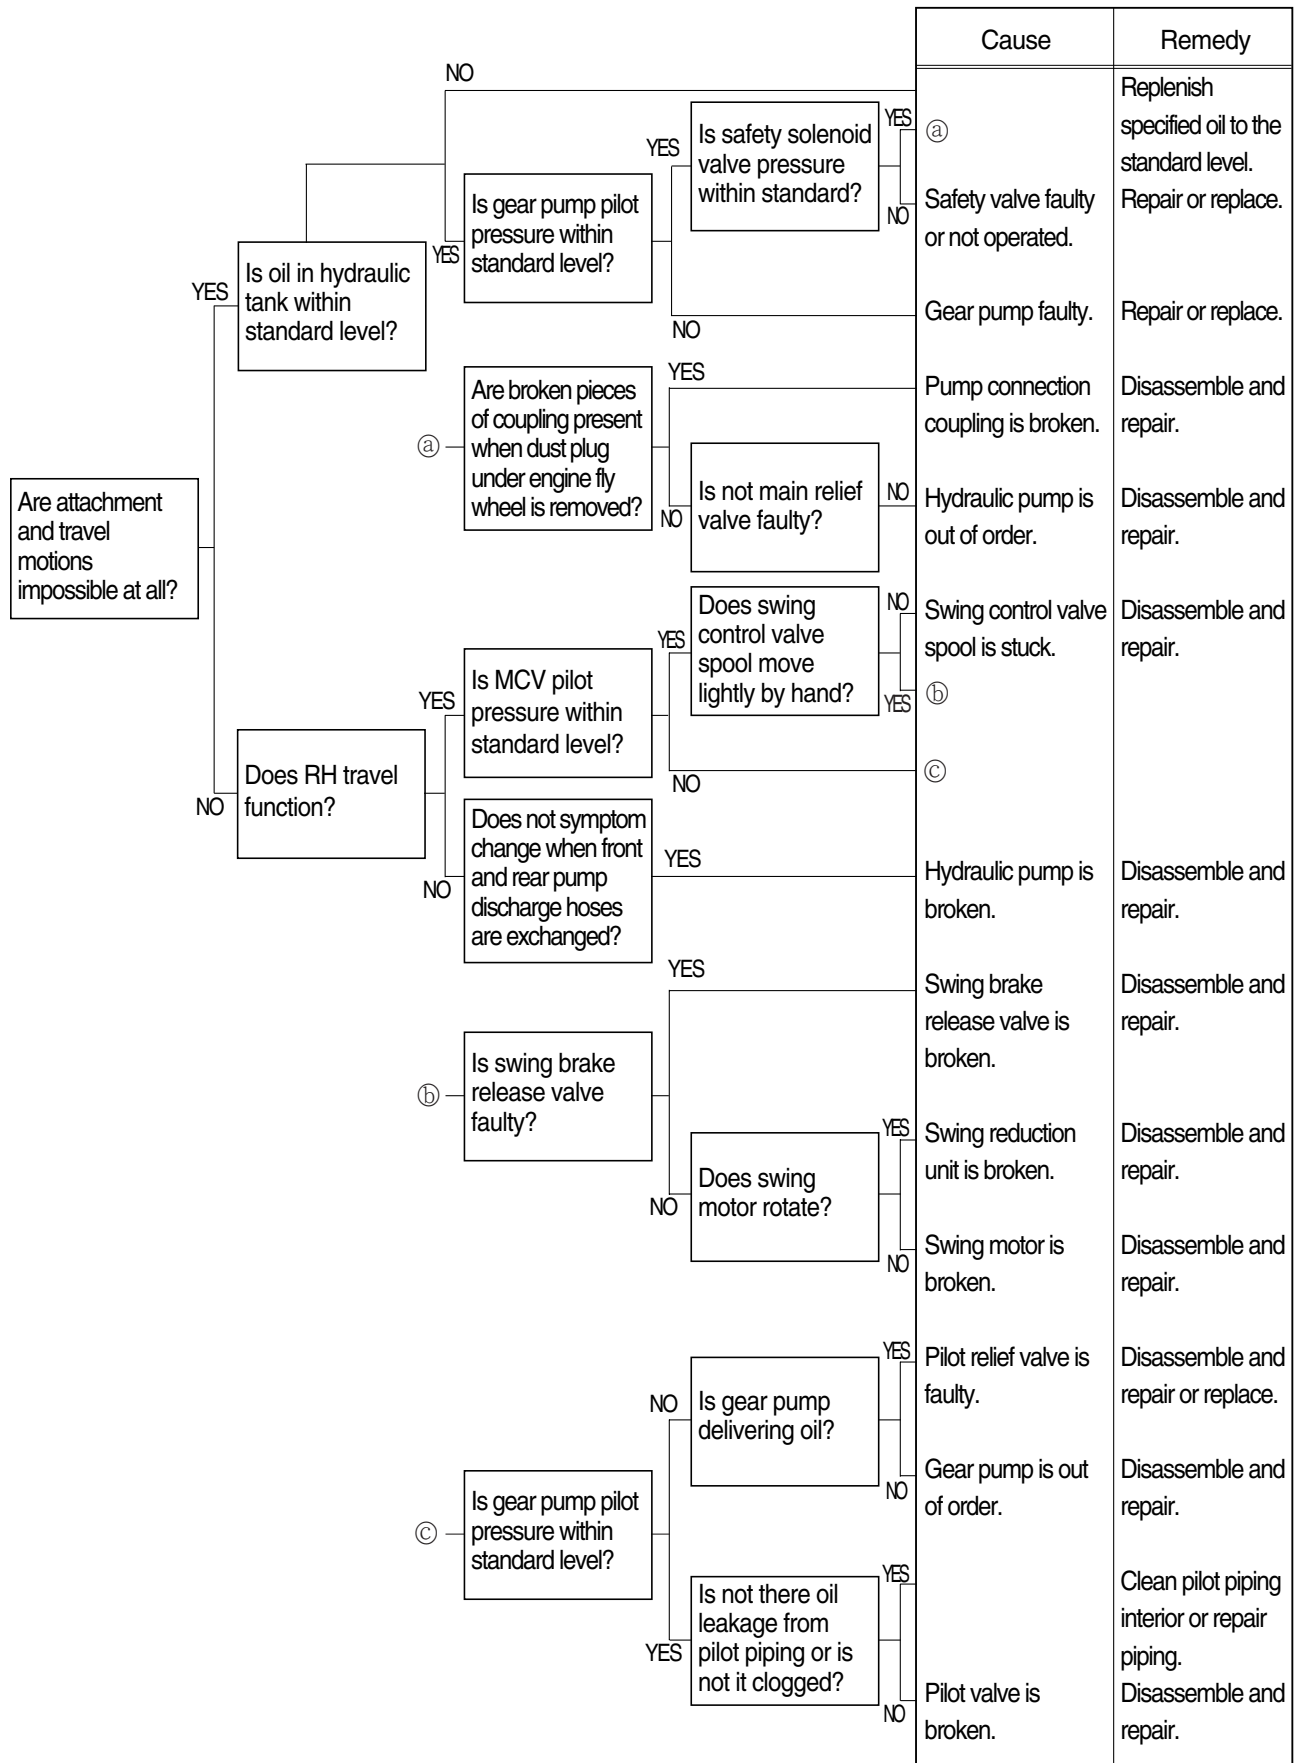 Cause
Remedy
NO
Replenish
specified oil to the
standard level.
YES
Is safety solenoid
valve pressure
within standard?
YES
ⓐ
NO
Safety valve faulty
or not operated.
Repair or replace.
Is gear pump pilot
pressure within
standard level?
YES
NO
Gear pump faulty.
Repair or replace.
YES
Is oil in hydraulic
tank within
standard level?
ⓐ
Are broken pieces
of coupling present
when dust plug
under engine fly
wheel is removed?
YES
Pump connection
coupling is broken.
Disassemble and
repair.
NO
Is not main relief
valve faulty?
NO
Hydraulic pump is
out of order.
Disassemble and
repair.
Are attachment
and travel
motions
impossible at all?
Does swing
control valve
spool move
lightly by hand?
NO
Swing control valve
spool is stuck.
Disassemble and
repair.
YES
YES
ⓑ
YES
Is MCV pilot
pressure within
standard level?
NO
ⓒ
NO
Does RH travel
function?
NO
Does not symptom
change when front
and rear pump
discharge hoses
are exchanged?
YES
Hydraulic pump is
broken.
Disassemble and
repair.
YES
Swing brake
release valve is
broken.
Disassemble and
repair.
ⓑ
Is swing brake
release valve
faulty?
NO
Does swing
motor rotate?
YES
Swing reduction
unit is broken.
Disassemble and
repair.
NO
Swing motor is
broken.
Disassemble and
repair.
NO
Is gear pump
delivering oil?
YES
Pilot relief valve is
faulty.
Disassemble and
repair or replace.
NO
Gear pump is out
of order.
Disassemble and
repair.
ⓒ
Is gear pump pilot
pressure within
standard level?
YES
Is not there oil
leakage from
pilot piping or is
not it clogged?
YES
Clean pilot piping
interior or repair
piping.
NO
Pilot valve is
broken.
Disassemble and
repair.